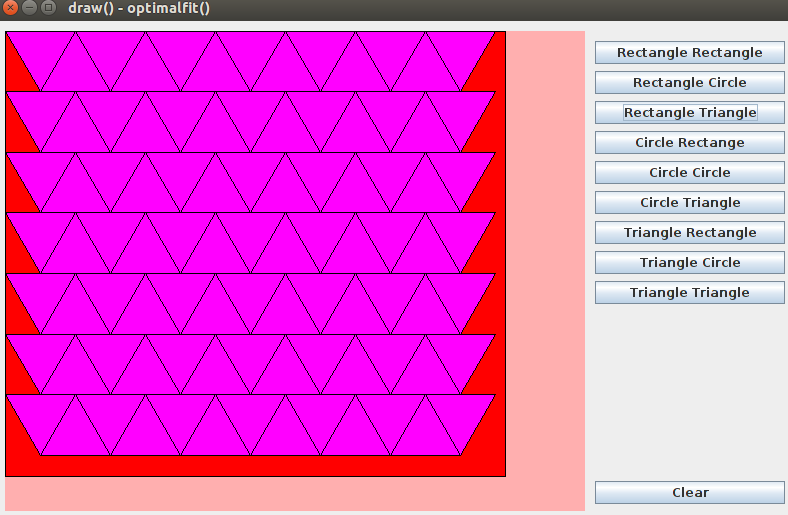 draw() - optimalfit()
Rectangle Rectangle
Rectangle Circle
Rectangle Triangle
Circle Rectange
Circle Circle
Circle Triangle
Triangle Rectangle
Triangle Circle
Triangle Triangle
Clear